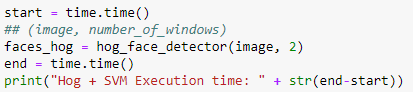 start = time.time()
## (image, number_of_windows)
faces_hog = hog_face_detector(image, 2)
end = time.time()
print("Hog + SVM Execution time: " + str(end-start))